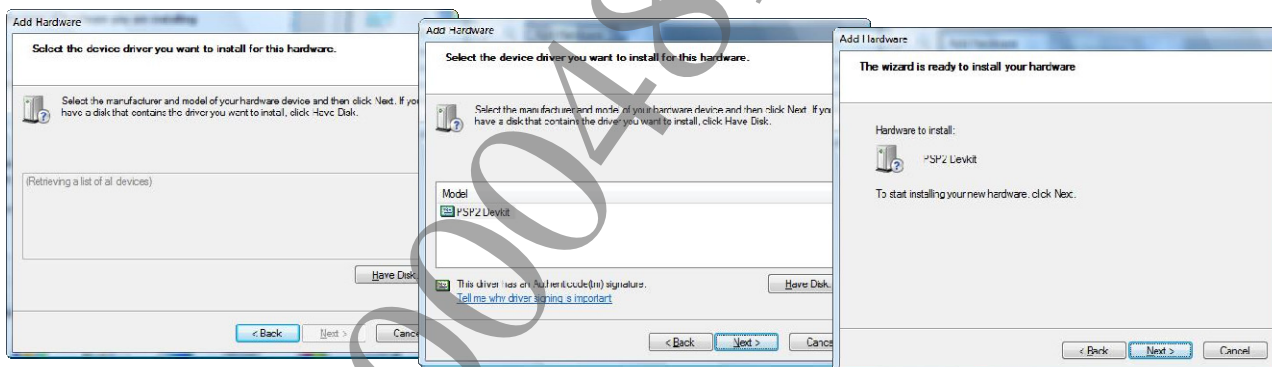 Add Hardware
Select the device driver you want to install for this hardware.
Select the manufacturer and model of your hardware device and then click Next. If you
have a disk that contains the driver you want to install, click Have Disk.
(Retrieving a list of all devices)
Have Disk
< Back
Next >
Add Hardware
Select the device driver you want to install for this hardware.
Select the manufacturer and model of your hardware device and then click Next. If you
have a disk that contains the driver you want to install, click Have Disk.
Model
PSP2 Devkit
This driver has an Authenticode(tm) signature.
Have Disk.
Tell me why driver signing is important
< Back
Next >
Add Hardware
The wizard is ready to install your hardware
Hardware to install:
PSP2 Devkit
To start installing your new hardware, click Next.
< Back
Next >
Cancel